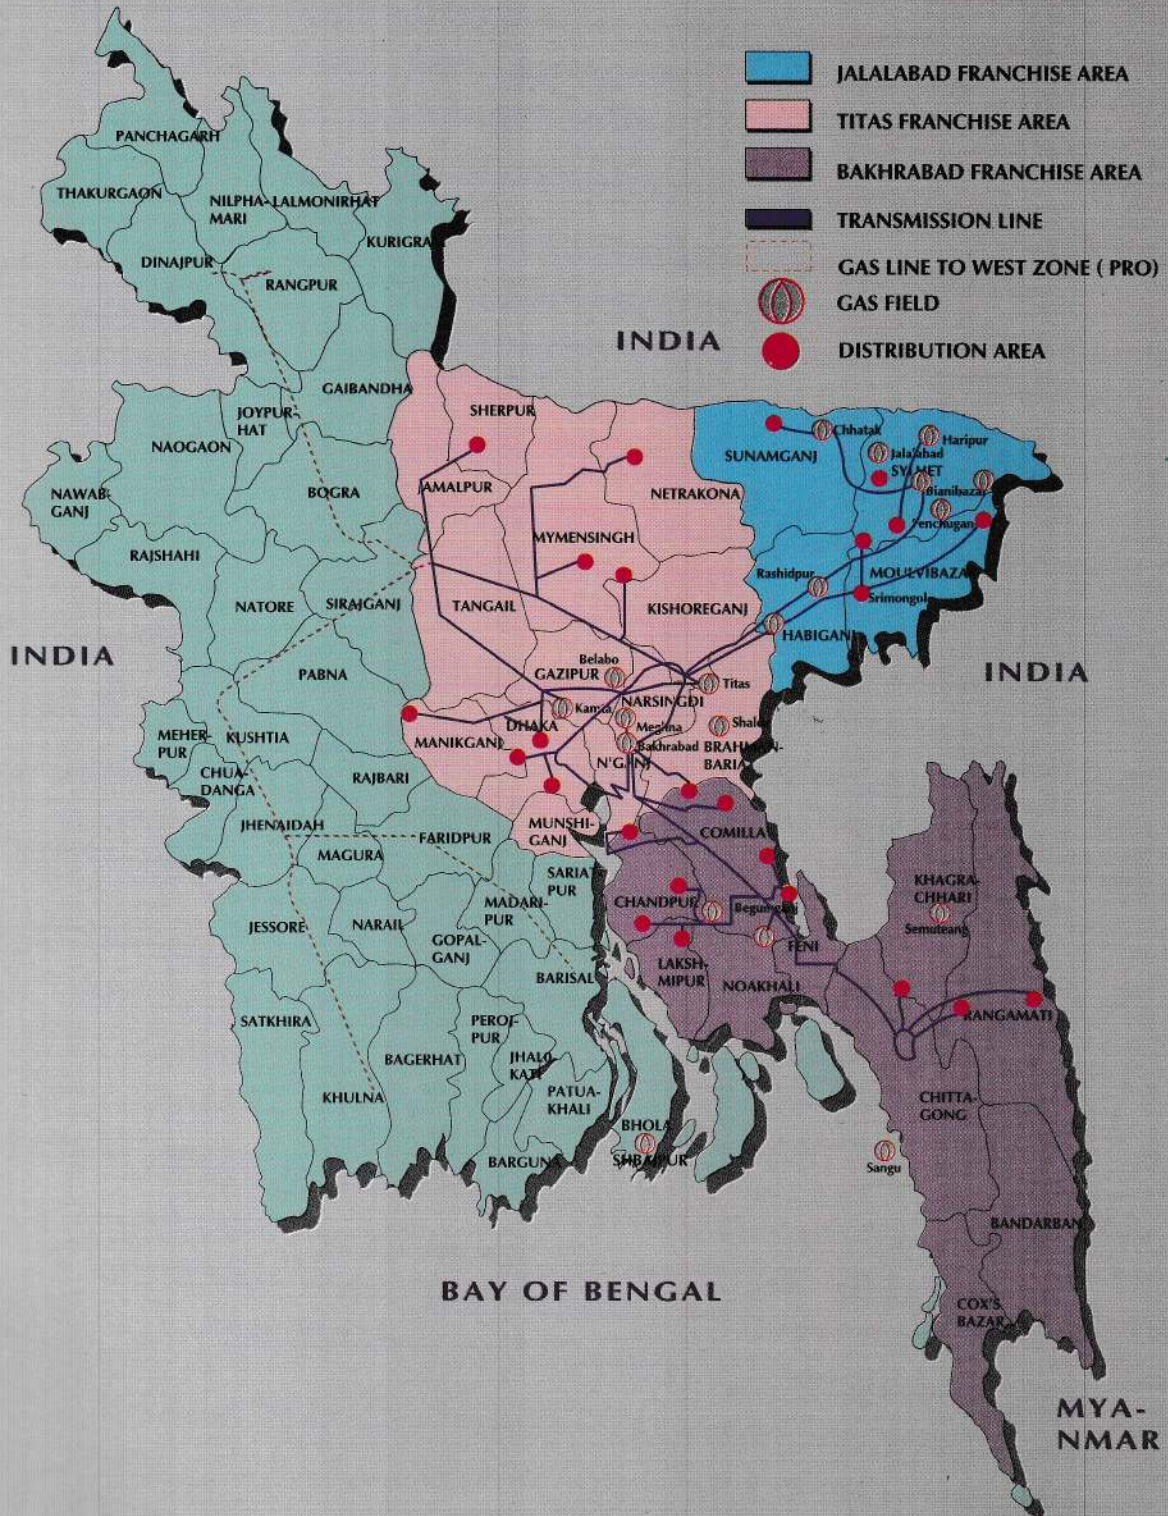 JALALABAD FRANCHISE AREA
TITAS FRANCHISE AREA
BAKHRABAD FRANCHISE AREA
TRANSMISSION LINE
GAS LINE TO WEST ZONE ( PRO)
GAS FIELD
DISTRIBUTION AREA
PANCHAGARH
THAKURGAON
NILPHA-
MARI
LALMONIRHAT
KURIGRAM
DINAJPUR
RANGPUR
INDIA
GAIBANDHA
JOYPUR-
HAT
NAOGAON
SHERPUR
SUNAMGANJ
Chhatak
Haripur
Jalalabad
SYLHET
NAWAB-
GANJ
BOGRA
JAMALPUR
NETRAKONA
Bianibazar
Fenchuganj
RAJSHAHI
MYMENSINGH
Rashidpur
MOULVIBAZAR
NATORE
SIRAJGANJ
TANGAIL
KISHOREGANJ
Srimongol
HABIGANJ
INDIA
INDIA
PABNA
Belabo
GAZIPUR
Titas
NARSINGDI
Kamta
MEHER-
PUR
KUSHTIA
MANIKGANJ
DHAKA
Meghna
Bakhrabad
N'GANJ
BRAHMAN-
BARIA
CHUA-
DANGA
RAJBARI
JHENAIDAH
FARIDPUR
MUNSHI-
GANJ
COMILLA
MAGURA
SARIAT-
PUR
KHAGRA-
CHHARI
Semuteang
JESSORE
NARAIL
MADARI-
PUR
CHANDPUR
Begumganj
GOPAL-
GANJ
FENI
BARISAL
LAKSH-
MIPUR
NOAKHALI
SATKHIRA
PEROJ-
PUR
RANGAMATI
BAGERHAT
JHALO-
KATI
KHULNA
PATUA-
KHALI
CHITTA-
GONG
BHOLA
SHBAJPUR
BARGUNA
Sangu
BANDARBAN
BAY OF BENGAL
COX'S
BAZAR
MYA-
NMAR